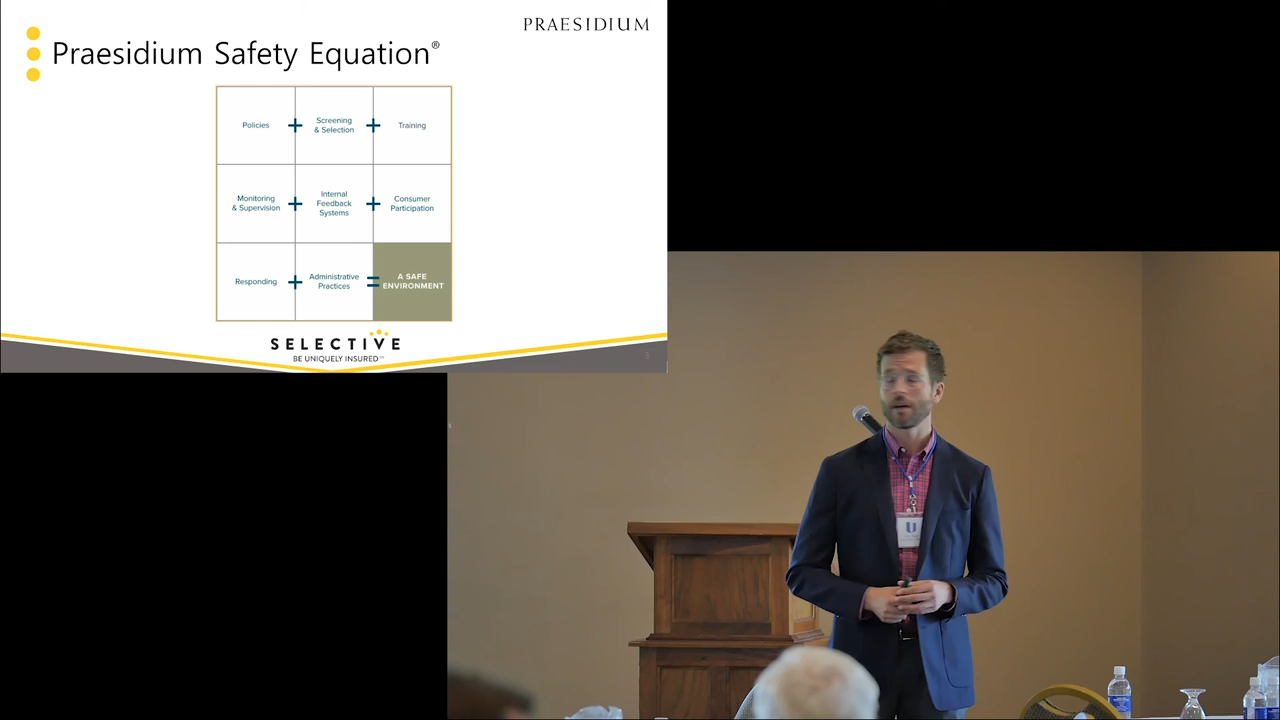 PRAESIDIUM
Praesidium Safety Equation®
Policies
+
Screening
& Selection
+
Training
Monitoring
& Supervision
+
Internal
Feedback
Systems
+
Consumer
Participation
Responding
+
Administrative
Practices
=
A SAFE
ENVIRONMENT
SELECTIVE
BE UNIQUELY INSURED